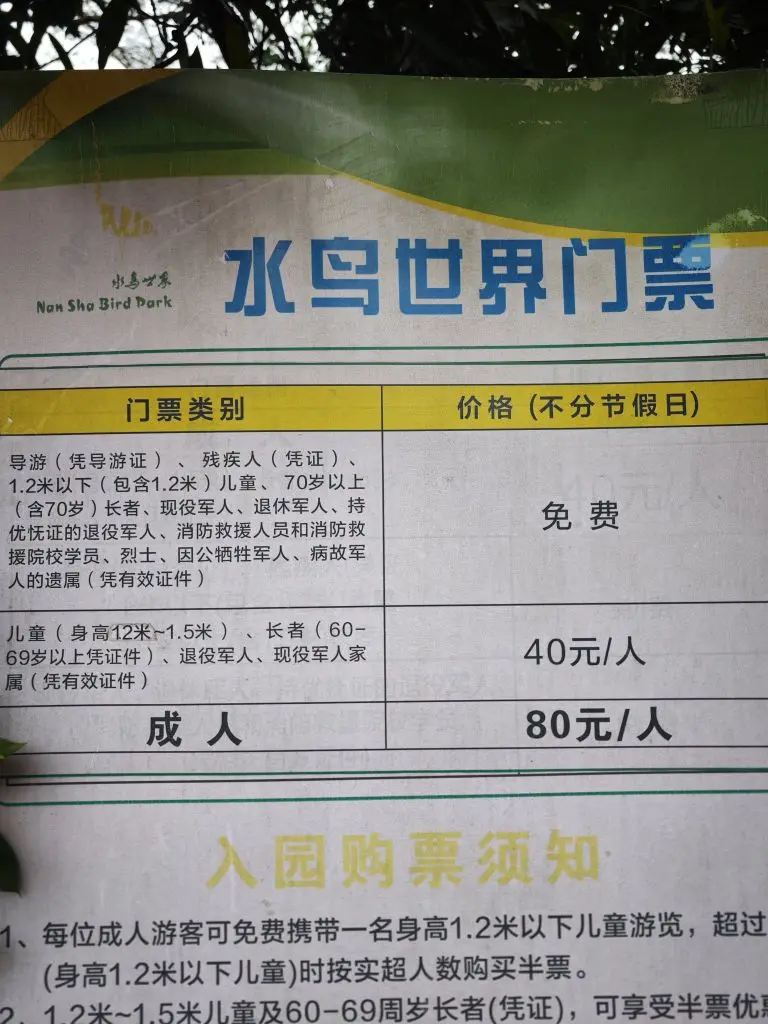 水鸟世界
Nan Sha Bird Park
水鸟世界门票
门票类别
价格 (不分节假日)
导游（凭导游证）、残疾人（凭证）、
1.2米以下（包含1.2米）儿童、70岁以上
（含70岁）长者、现役军人、退休军人、持
优怃证的退役军人、消防救援人员和消防救
援院校学员、烈士、因公牺牲军人、病故军
人的遗属（凭有效证件）
免费
儿童（身高12米~1.5米）、长者（60-
69岁以上凭证件）、退役军人、现役军人家
属（凭有效证件）
40元/人
成人
80元/人
入园购票须知
1、每位成人游客可免费携带一名身高1.2米以下儿童游览，超过
(身高1.2米以下儿童)时按实超人数购买半票。
2、1.2米~1.5米儿童及60-69周岁长者(凭证)，可享受半票优惠